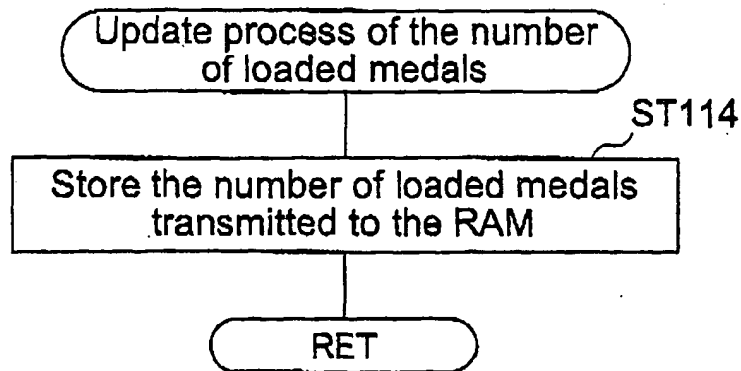 Update process of the number
of loaded medals
ST114
Store the number of loaded medals
transmitted to the RAM
RET